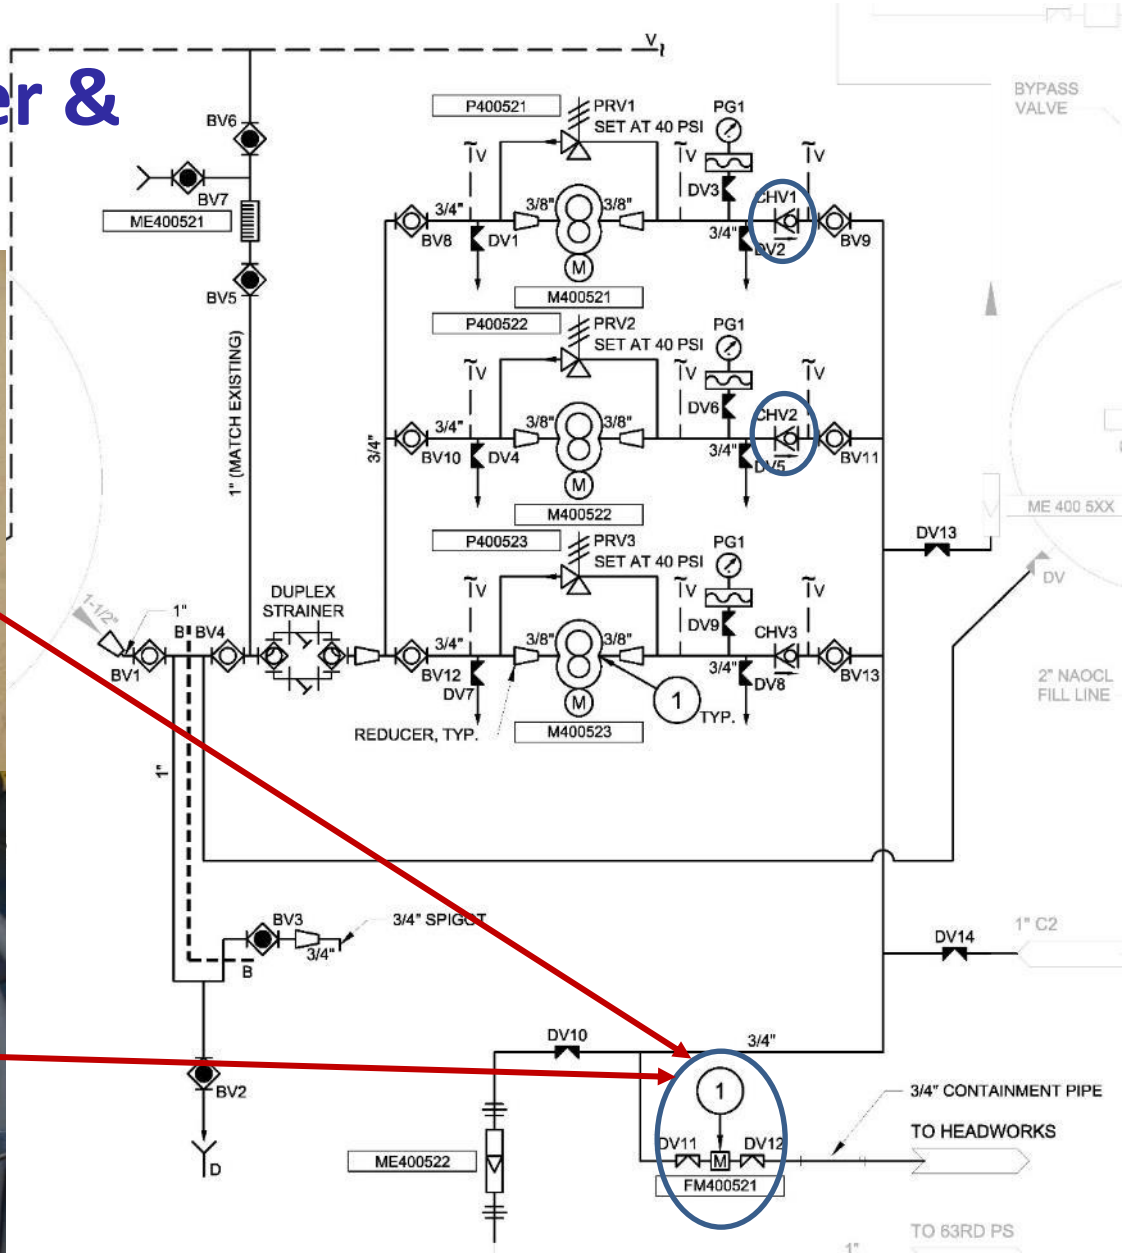 er &
V
BYPASS
VALVE
P400521
PRV1
SET AT 40 PSI
PG1
BV6
V
V
V
BV7
DV3
CHV1
ME400521
3/4"
3/8"
3/8"
BV8
DV1
3/4"
DV2
BV9
M
M400521
BV5
P400522
PRV2
SET AT 40 PSI
PG1
V
V
V
1" (MATCH EXISTING)
DV6
CHV2
3/4"
3/4"
3/8"
3/8"
BV10
DV4
3/4"
DV5
BV11
M
M400522
ME 400 5XX
DV13
P400523
PRV3
SET AT 40 PSI
PG1
DV
DUPLEX
STRAINER
V
V
V
1-1/2"
1"
B
BV4
DV9
CHV3
3/4"
3/8"
3/8"
BV1
BV12
DV7
3/4"
DV8
BV13
2" NAOCL
FILL LINE
M
1
TYP.
REDUCER, TYP.
M400523
1"
BV3
3/4" SPIGOT
3/4"
B
1" C2
DV14
DV10
3/4"
BV2
1
3/4" CONTAINMENT PIPE
TO HEADWORKS
DV11
M
DV12
D
ME400522
FM400521
TO 63RD PS
1"